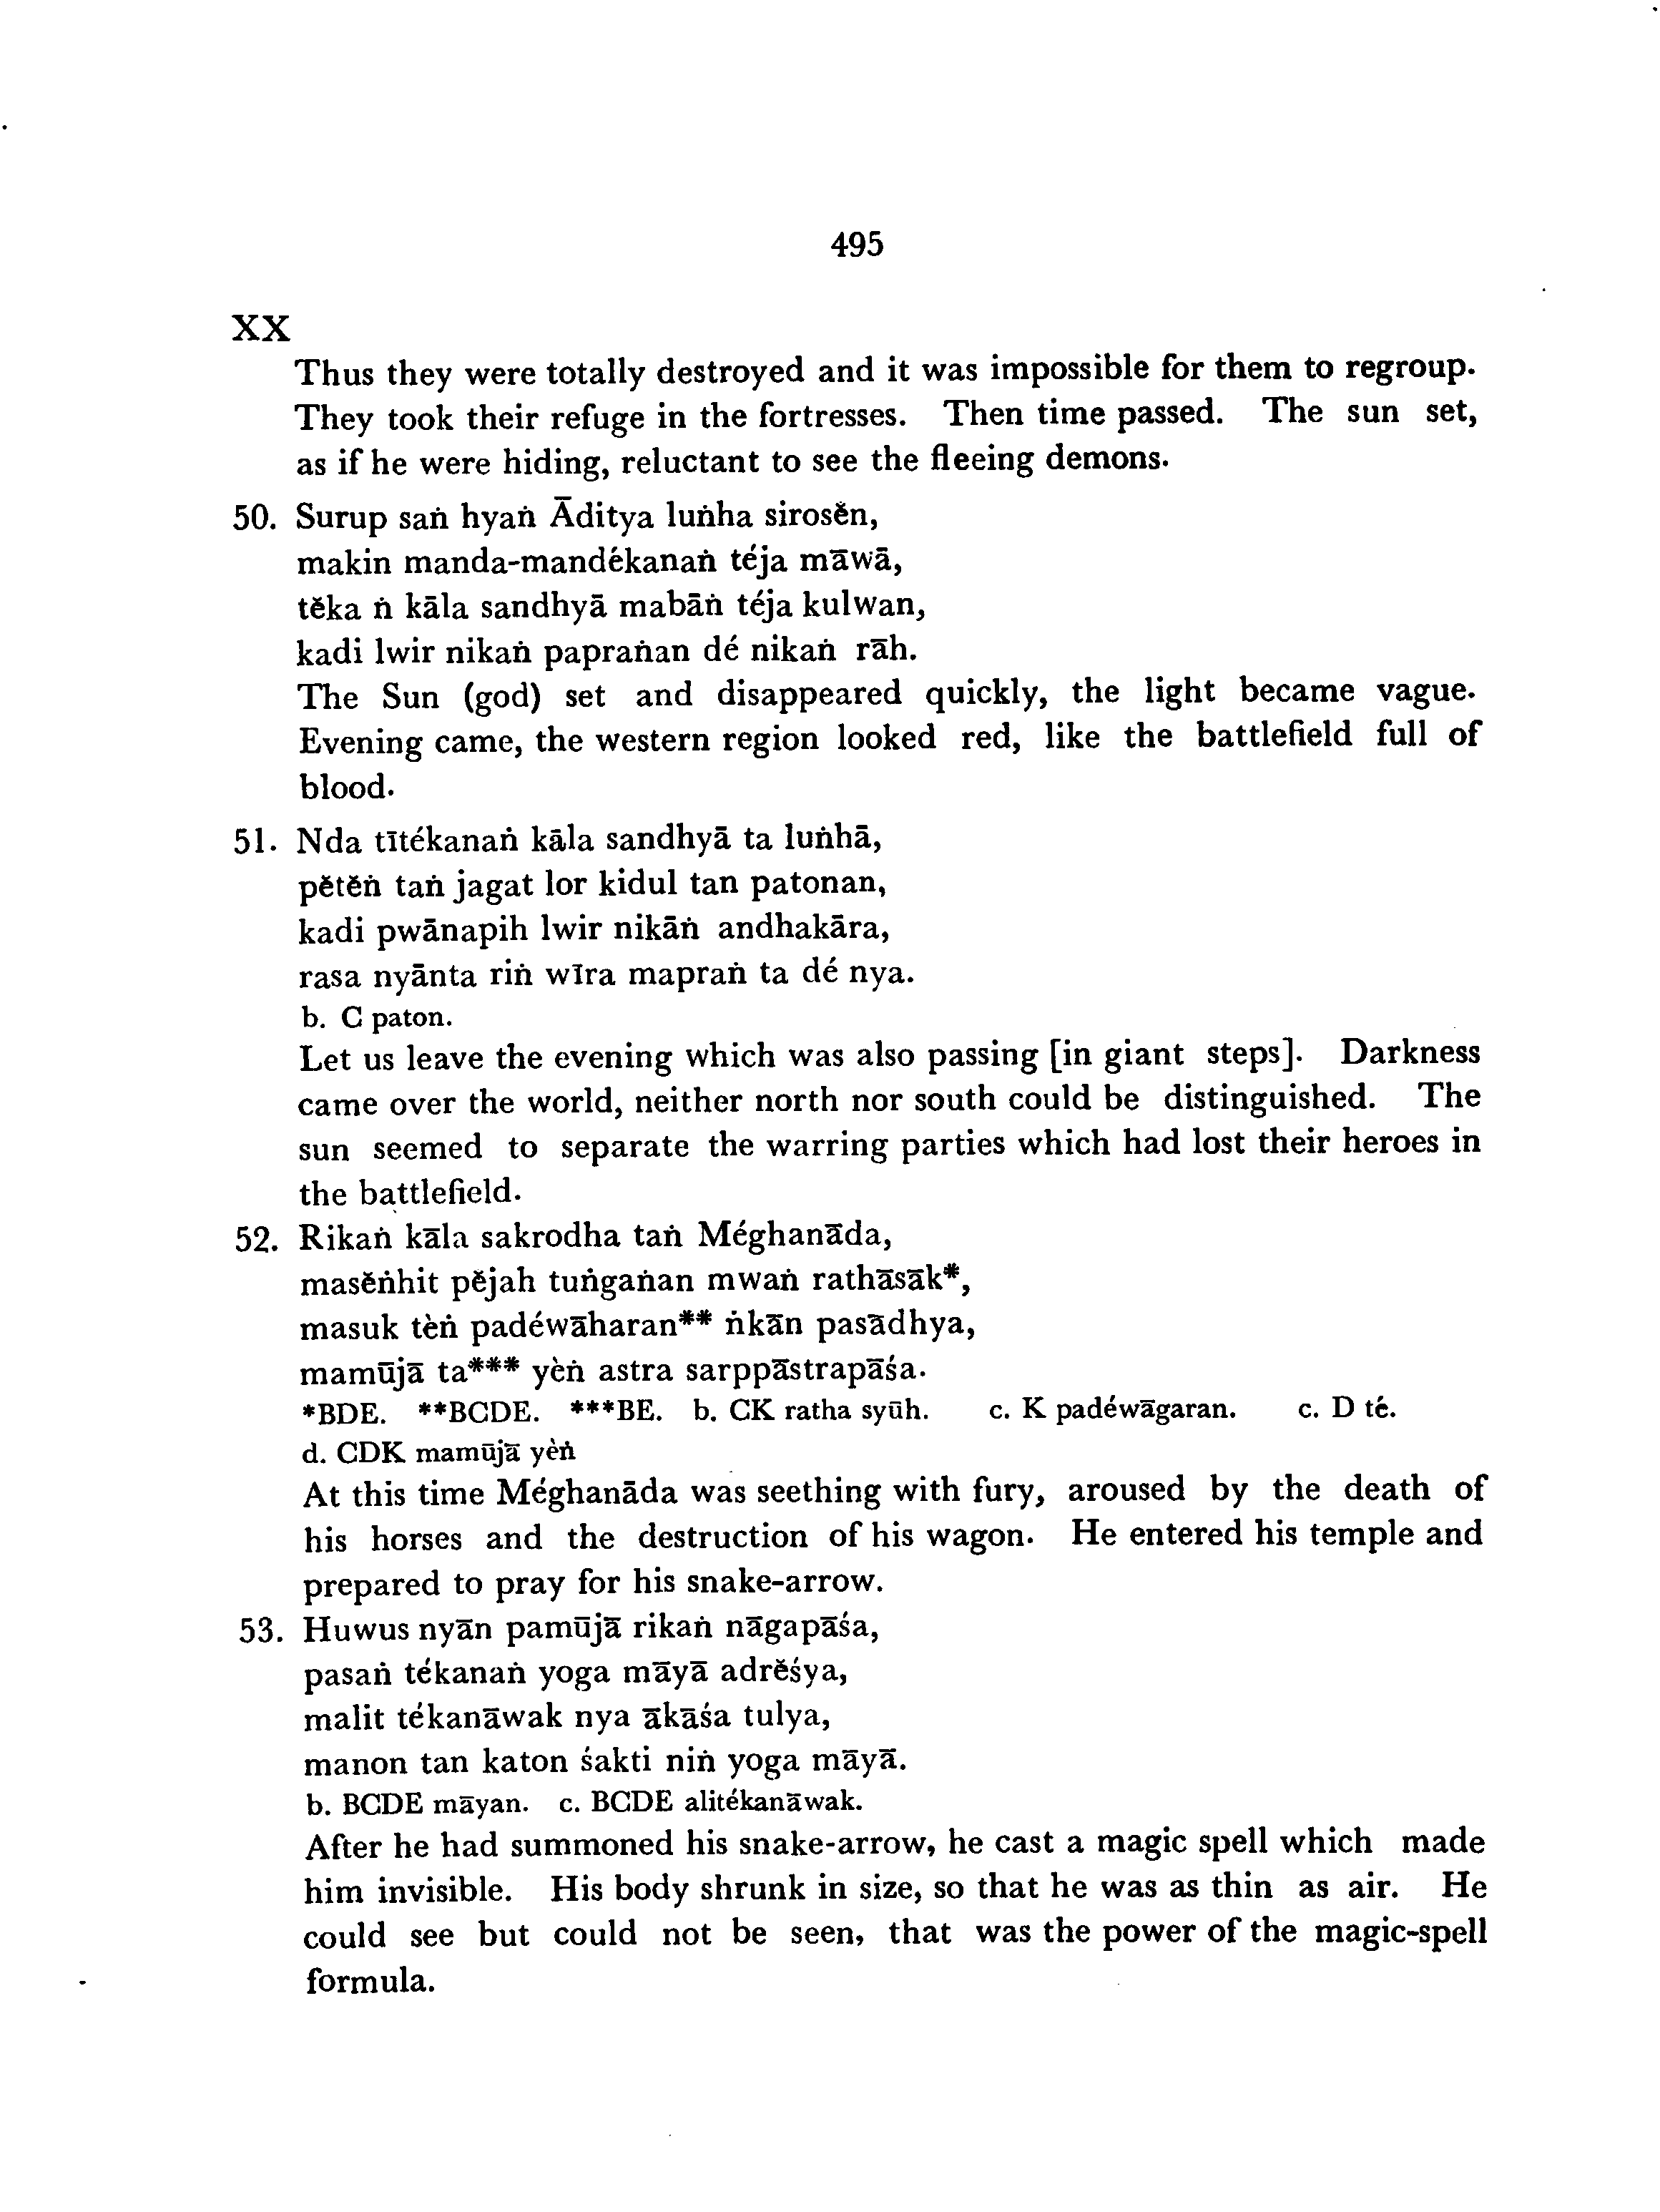 495
XX
Thus they were totally destroyed and it was impossible for them to regroup.
They took their refuge in the fortresses. Then time passed. The sun set,
as if he were hiding, reluctant to see the fleeing demons.
50. Surup saṅ hyaṅ Āditya luṅha sirosĕn,
makin manda-mandékanaṅ téja māwā,
tĕka ṅ kāla sandhyā mabāṅ téja kulwan,
kadi lwir nikaṅ papraṅan dé nikaṅ rāh.
The Sun (god) set and disappeared quickly, the light became vague.
Evening came, the western region looked red, like the battlefield full of
blood.
51. Nda tītékanaṅ kāla sandhyā ta luṅhā,
pĕtĕṅ taṅ jagat lor kidul tan patonan,
kadi pwānapih lwir nikāṅ andhakāra,
rasa nyānta riṅ wīra mapraṅ ta dé nya.
b. C paton.
Let us leave the evening which was also passing [in giant steps]. Darkness
came over the world, neither north nor south could be distinguished. The
sun seemed to separate the warring parties which had lost their heroes in
the battlefield.
52. Rikaṅ kāla sakrodha taṅ Méghanāda,
masĕṅhit pĕjah tuṅgaṅan mwaṅ rathāsāk*,
masuk tèṅ padéwāharan** ṅkān pasādhya,
mamūjā ta*** yèṅ astra sarppāstrapāśa.
*BDE. **BCDE. ***BE. b. CK ratha syūh. c. K padéwāgaran. c. D té.
d. CDK mamūjā yèṅ
At this time Méghanāda was seething with fury, aroused by the death of
his horses and the destruction of his wagon. He entered his temple and
prepared to pray for his snake-arrow.
53. Huwus nyān pamūjā rikaṅ nāgapāśa,
pasaṅ tékanaṅ yoga māyā adrĕśya,
malit tékanāwak nya ākāśa tulya,
manon tan katon śakti niṅ yoga māyā.
b. BCDE māyan. c. BCDE alitékanāwak.
After he had summoned his snake-arrow, he cast a magic spell which made
him invisible. His body shrunk in size, so that he was as thin as air. He
could see but could not be seen, that was the power of the magic-spell
formula.